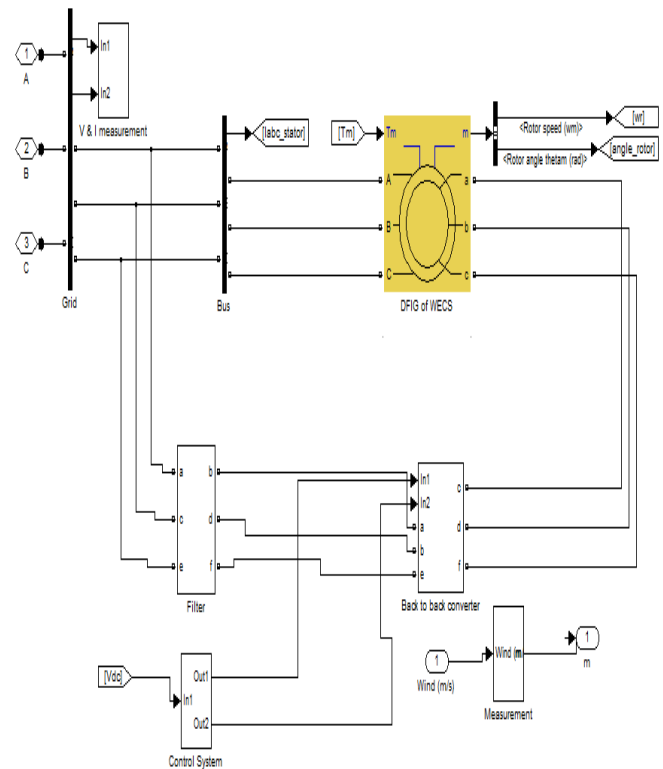 1
A
In1
In2
V & I measurement
2
B
3
C
Grid
[Iabc_stator]
Bus
[Tm]
Tm
m
A
B
C
a
b
c
DFIG of WECS
<Rotor speed (wm)>
[wr]
<Rotor angle thetam (rad)>
[angle_rotor]
a
c
e
b
d
f
Filter
In1
In2
a
b
e
c
d
f
Back to back converter
[Vdc]
In1
Out1
Out2
Control System
1
Wind (m/s)
Wind (m
Measurement
1
m